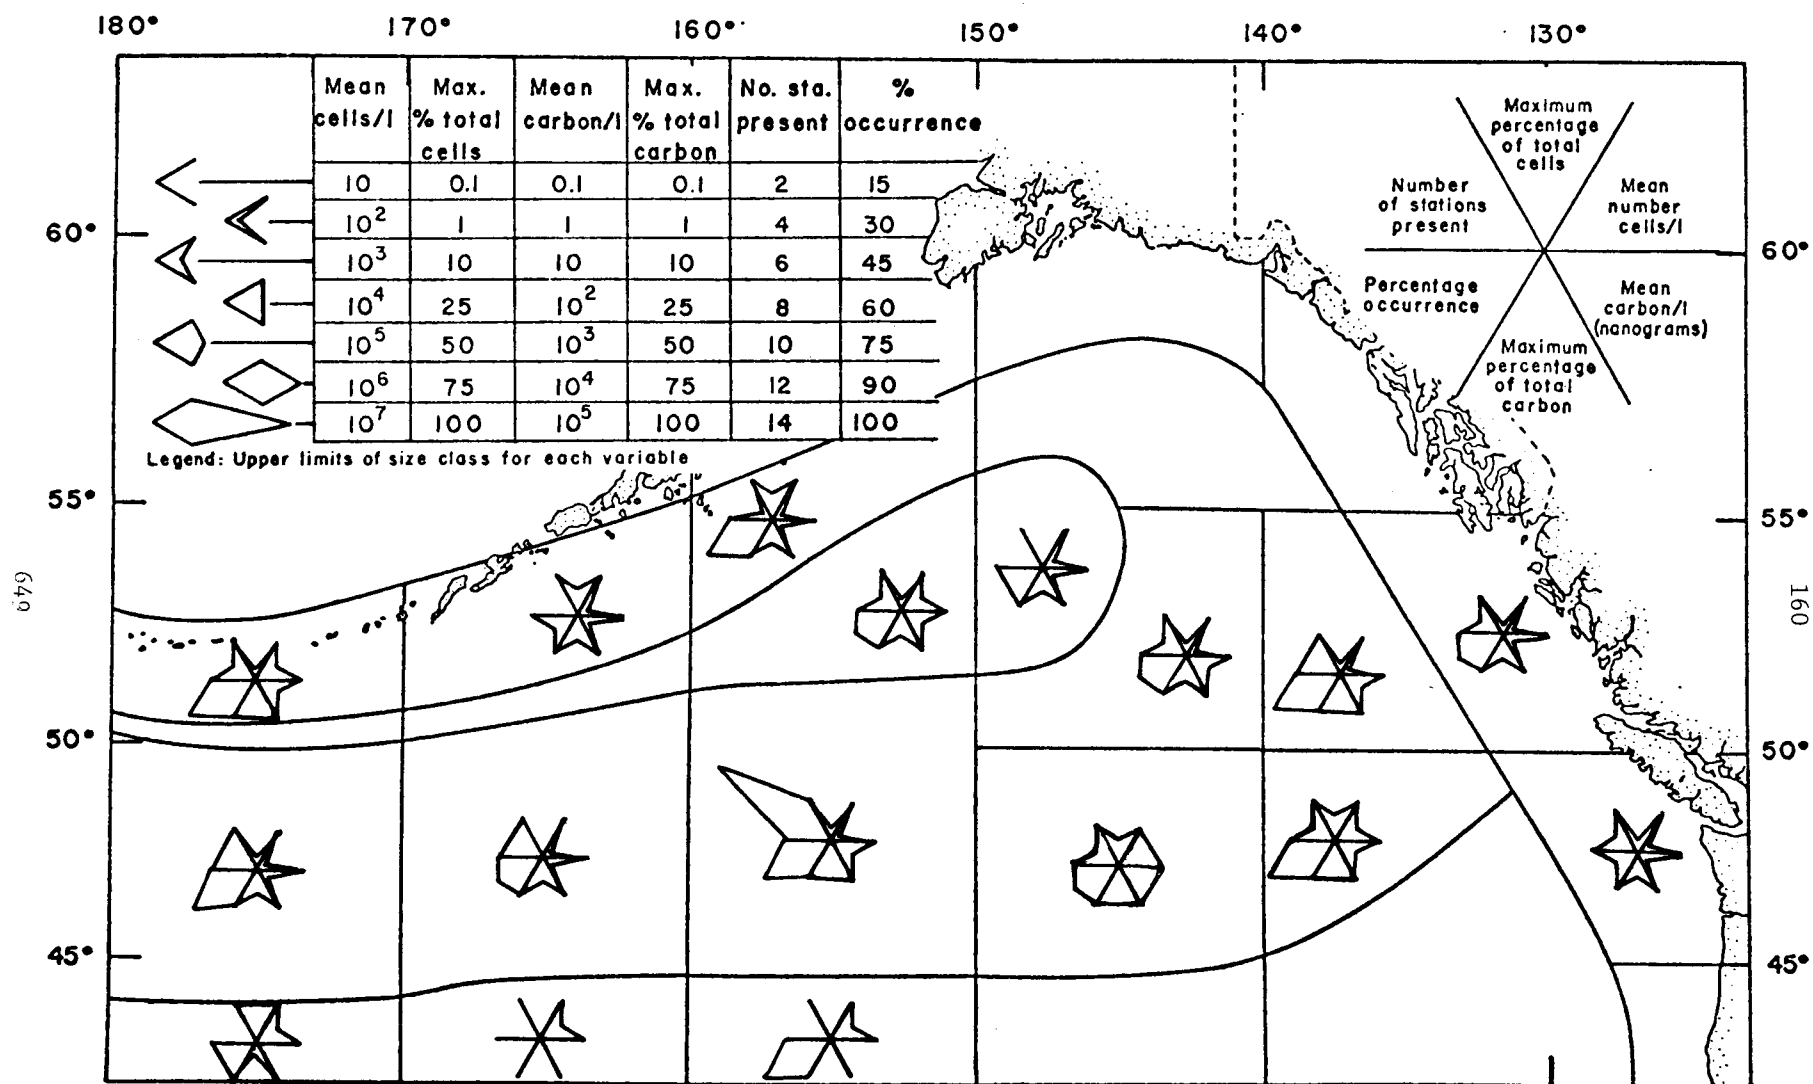 180° 170° 160° 150° 140° 130°
Mean cells/l Max. % total cells Mean carbon/l Max. % total carbon No. sta. present % occurrence
10 0.1 0.1 0.1 2 15
10² 1 1 1 4 30
10³ 10 10 10 6 45
10⁴ 25 10² 25 8 60
10⁵ 50 10³ 50 10 75
10⁶ 75 10⁴ 75 12 90
10⁷ 100 10⁵ 100 14 100
Legend: Upper limits of size class for each variable
Maximum
percentage
of total
cells
Number
of stations
present
Mean
number
cells/l
Percentage
occurrence
Mean
carbon/l
(nanograms)
Maximum
percentage
of total
carbon
60° 60°
55° 55°
50° 50°
45° 45°
649
160